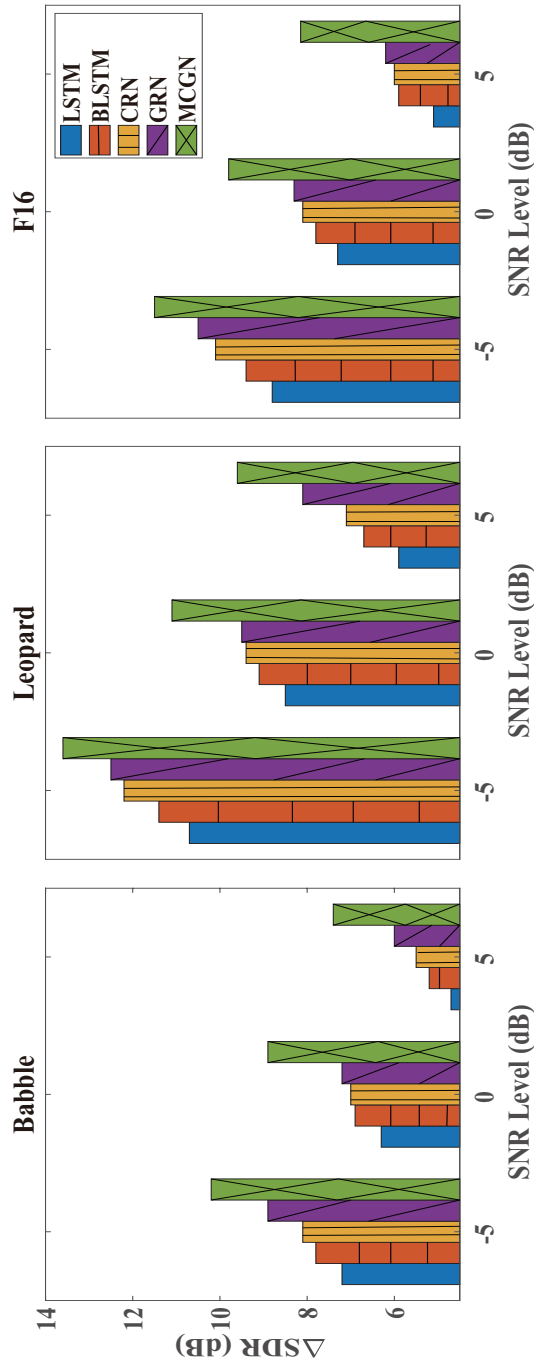 Babble
14
12
10
8
6
△SDR (dB)
-5
0
5
SNR Level (dB)
Leopard
-5
0
5
SNR Level (dB)
F16
LSTM
BLSTM
CRN
GRN
MCGN
-5
0
5
SNR Level (dB)